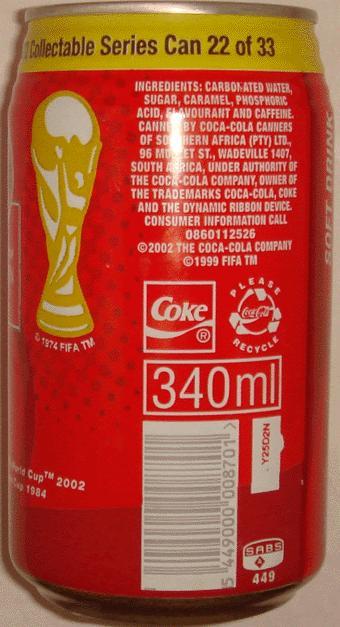 Collectable Series Can 22 of 33
INGREDIENTS: CARBONATED WATER,
SUGAR, CARAMEL, PHOSPHORIC
ACID, FLAVOURANT AND CAFFEINE.
CANNED BY COCA-COLA CANNERS
OF SOUTHERN AFRICA (PTY) LTD.,
96 ST., WADEVILLE 1407,
SOUTH AFRICA, UNDER AUTHORITY OF
THE COCA-COLA COMPANY, OWNER OF
THE TRADEMARKS COCA-COLA, COKE
AND THE DYNAMIC RIBBON DEVICE.
CONSUMER INFORMATION CALL
0860112526
©2002 THE COCA-COLA COMPANY
©1999 FIFA TM
© 1974 FIFA TM
Coke ®
PLEASE
Coca-Cola
RECYCLE
340ml
5 449000 008701 >
Y25D2N
World Cup™ 2002
Cup 1984
SABS
449
SOFT DRINK